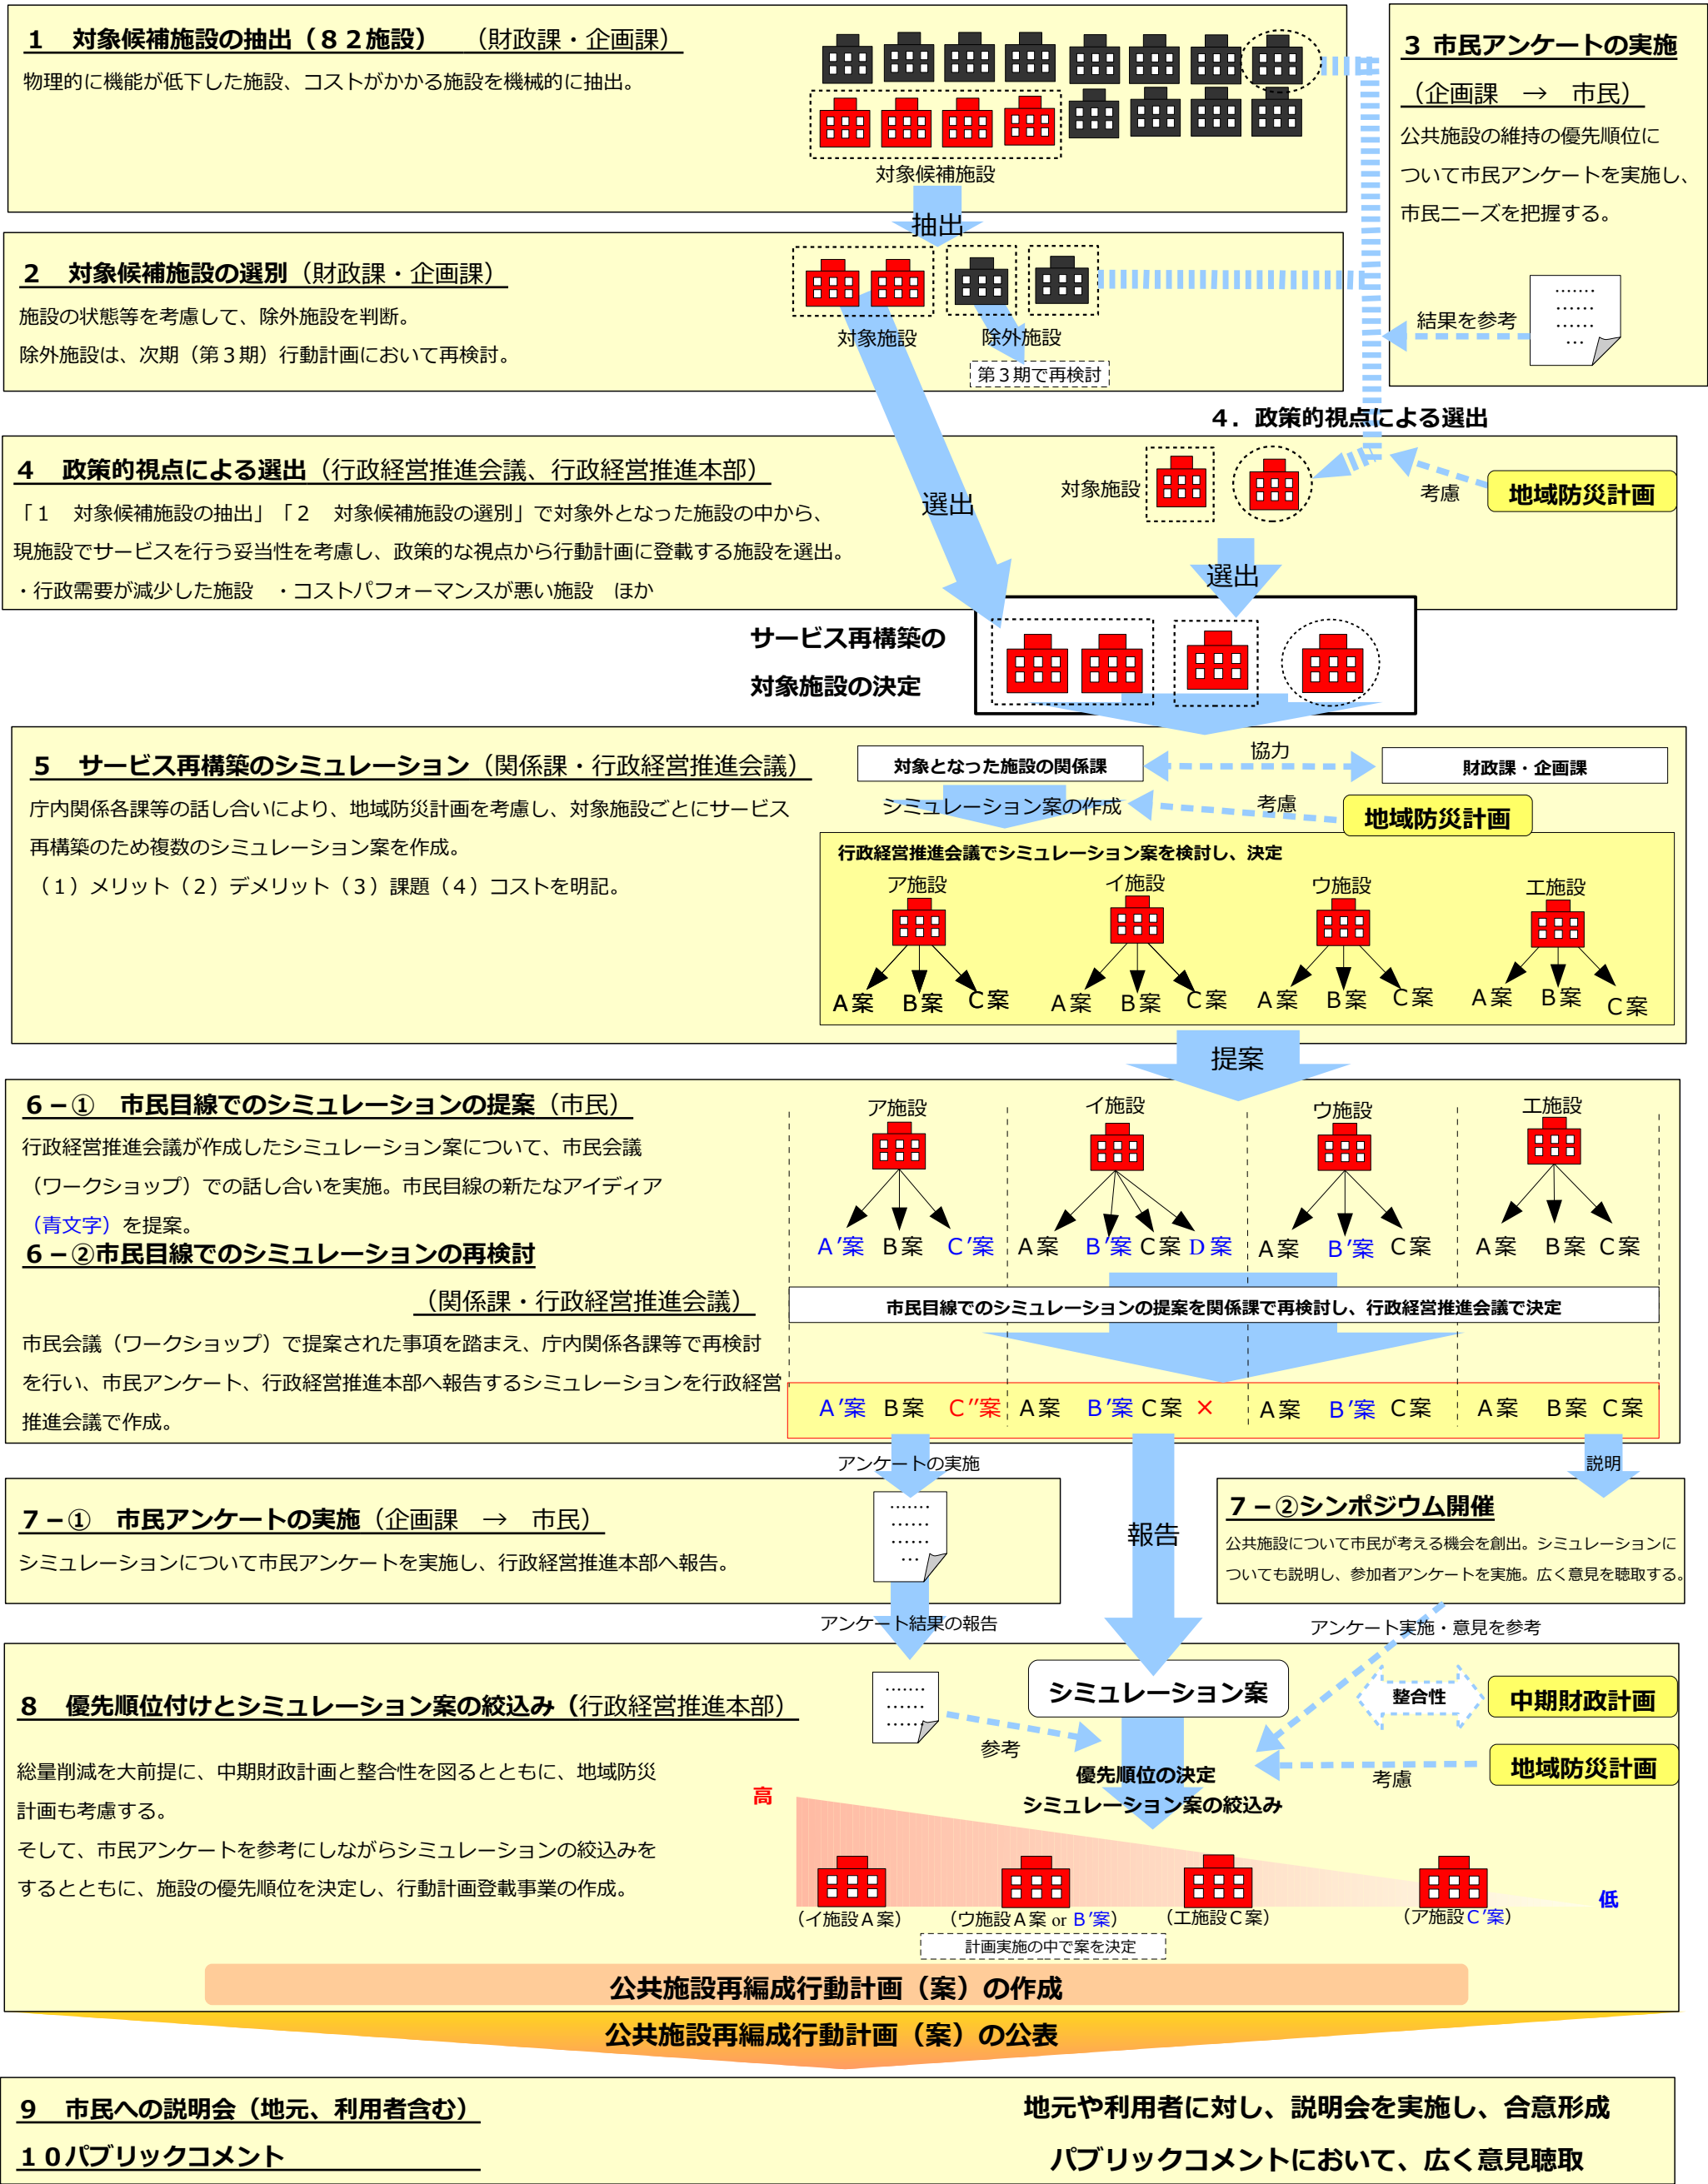 １　対象候補施設の抽出（８２施設）　（財政課・企画課）
物理的に機能が低下した施設、コストがかかる施設を機械的に抽出。
対象候補施設
抽出
３ 市民アンケートの実施
（企画課　→　市民）
公共施設の維持の優先順位に
ついて市民アンケートを実施し、
市民ニーズを把握する。
結果を参考
２　対象候補施設の選別（財政課・企画課）
施設の状態等を考慮して、除外施設を判断。
除外施設は、次期（第３期）行動計画において再検討。
対象施設
除外施設
第３期で再検討
４．政策的視点による選出
４　政策的視点による選出（行政経営推進会議、行政経営推進本部）
「１　対象候補施設の抽出」「２　対象候補施設の選別」で対象外となった施設の中から、
現施設でサービスを行う妥当性を考慮し、政策的な視点から行動計画に登載する施設を選出。
・行政需要が減少した施設　・コストパフォーマンスが悪い施設　ほか
選出
対象施設
考慮
地域防災計画
選出
サービス再構築の
対象施設の決定
５　サービス再構築のシミュレーション（関係課・行政経営推進会議）
庁内関係各課等の話し合いにより、地域防災計画を考慮し、対象施設ごとにサービス
再構築のため複数のシミュレーション案を作成。
（１）メリット（２）デメリット（３）課題（４）コストを明記。
対象となった施設の関係課
協力
財政課・企画課
シミュレーション案の作成
考慮
地域防災計画
行政経営推進会議でシミュレーション案を検討し、決定
ア施設　イ施設　ウ施設　エ施設
Ａ案　Ｂ案　Ｃ案　Ａ案　Ｂ案　Ｃ案　Ａ案　Ｂ案　Ｃ案　Ａ案　Ｂ案　Ｃ案
提案
６－①　市民目線でのシミュレーションの提案（市民）
行政経営推進会議が作成したシミュレーション案について、市民会議
（ワークショップ）での話し合いを実施。市民目線の新たなアイディア
（青文字）を提案。
６－②市民目線でのシミュレーションの再検討
（関係課・行政経営推進会議）
市民会議（ワークショップ）で提案された事項を踏まえ、庁内関係各課等で再検討
を行い、市民アンケート、行政経営推進本部へ報告するシミュレーションを行政経営
推進会議で作成。
ア施設　イ施設　ウ施設　エ施設
Ａ′案　Ｂ案　Ｃ′案　Ａ案　Ｂ′案　Ｃ案　Ｄ案　Ａ案　Ｂ′案　Ｃ案　Ａ案　Ｂ案　Ｃ案
市民目線でのシミュレーションの提案を関係課で再検討し、行政経営推進会議で決定
Ａ′案　Ｂ案　Ｃ″案　Ａ案　Ｂ′案　Ｃ案　×　Ａ案　Ｂ′案　Ｃ案　Ａ案　Ｂ案　Ｃ案
アンケートの実施
説明
７－①　市民アンケートの実施（企画課　→　市民）
シミュレーションについて市民アンケートを実施し、行政経営推進本部へ報告。
報告
７－②シンポジウム開催
公共施設について市民が考える機会を創出。シミュレーションに
ついても説明し、参加者アンケートを実施。広く意見を聴取する。
アンケート結果の報告
アンケート実施・意見を参考
８　優先順位付けとシミュレーション案の絞込み（行政経営推進本部）
総量削減を大前提に、中期財政計画と整合性を図るとともに、地域防災
計画も考慮する。
そして、市民アンケートを参考にしながらシミュレーションの絞込みを
するとともに、施設の優先順位を決定し、行動計画登載事業の作成。
シミュレーション案
整合性
中期財政計画
参考
考慮
地域防災計画
優先順位の決定
シミュレーション案の絞込み
高
低
（イ施設Ａ案）　（ウ施設Ａ案 or Ｂ′案）　（エ施設Ｃ案）　（ア施設Ｃ′案）
計画実施の中で案を決定
公共施設再編成行動計画（案）の作成
公共施設再編成行動計画（案）の公表
９　市民への説明会（地元、利用者含む）
地元や利用者に対し、説明会を実施し、合意形成
１０パブリックコメント
パブリックコメントにおいて、広く意見聴取